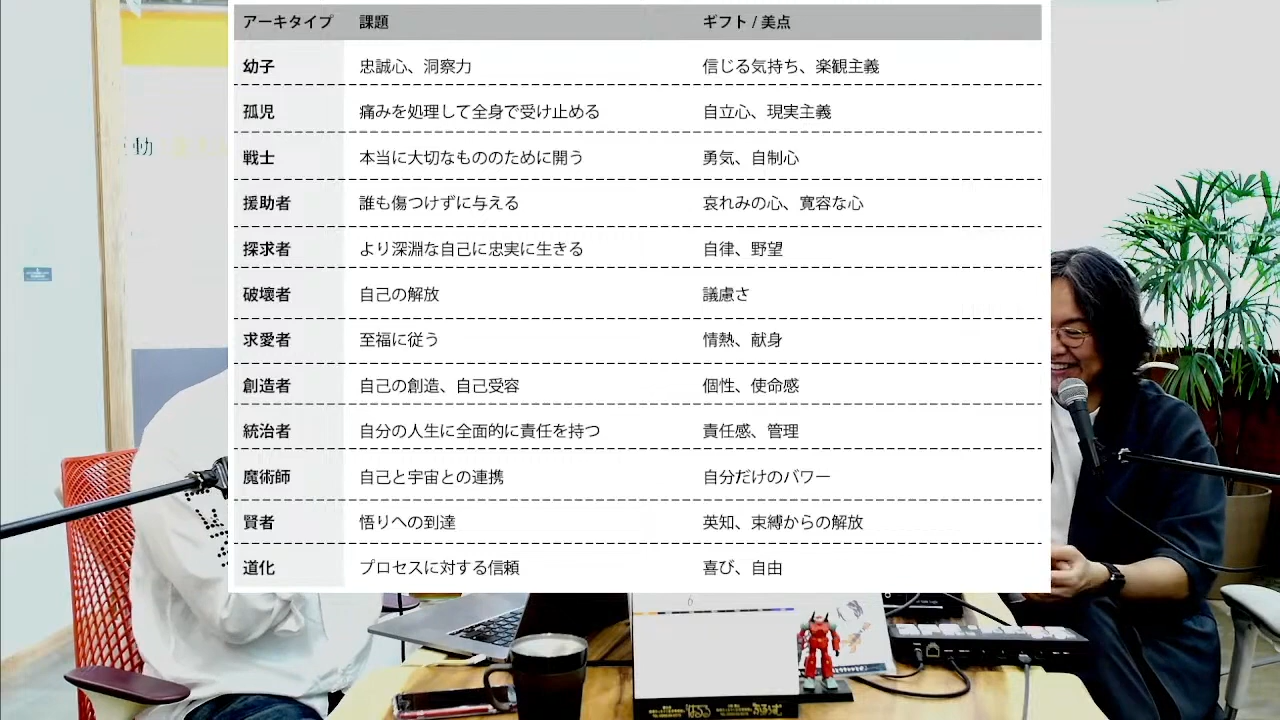 アーキタイプ 課題 ギフト / 美点
幼子 忠誠心、洞察力 信じる気持ち、楽観主義
孤児 痛みを処理して全身で受け止める 自立心、現実主義
戦士 本当に大切なもののために開う 勇気、自制心
援助者 誰も傷つけずに与える 哀れみの心、寛容な心
探求者 より深淵な自己に忠実に生きる 自律、野望
破壊者 自己の解放 議慮さ
求愛者 至福に従う 情熱、献身
創造者 自己の創造、自己受容 個性、使命感
統治者 自分の人生に全面的に責任を持つ 責任感、管理
魔術師 自己と宇宙との連携 自分だけのパワー
賢者 悟りへの到達 英知、束縛からの解放
道化 プロセスに対する信頼 喜び、自由
動
6